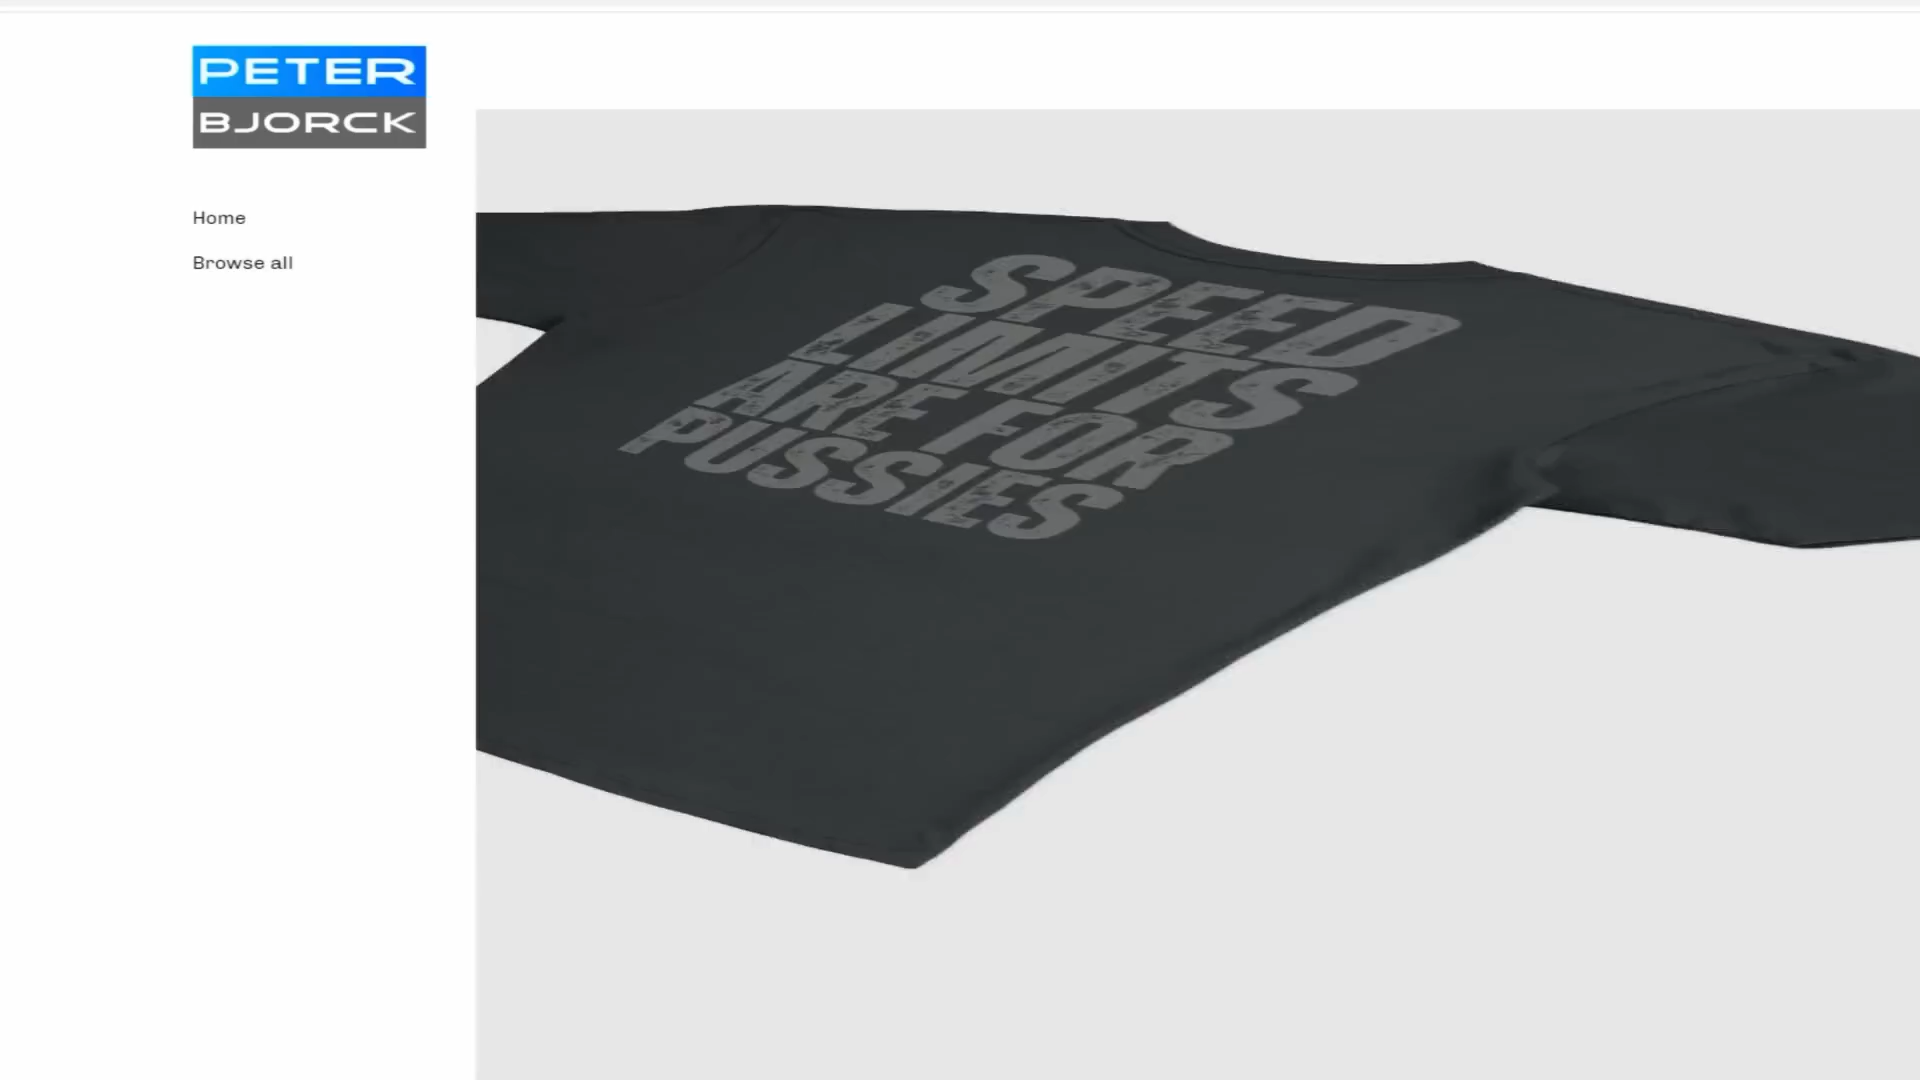 PETER
BJORCK
Home
Browse all
SPEED
LIMITS
ARE FOR
PUSSIES